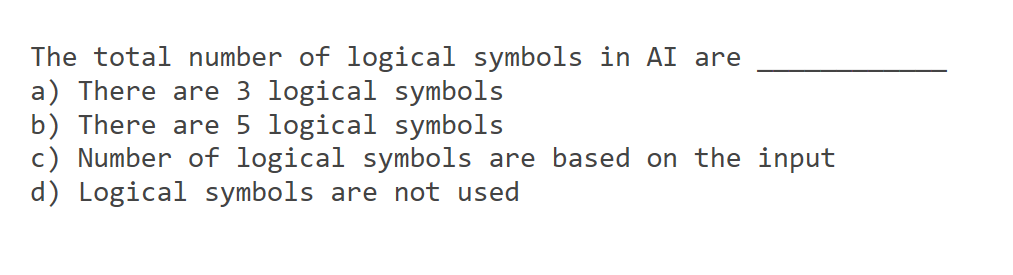 The total number of logical symbols in AI are ____________
a) There are 3 logical symbols
b) There are 5 logical symbols
c) Number of logical symbols are based on the input
d) Logical symbols are not used